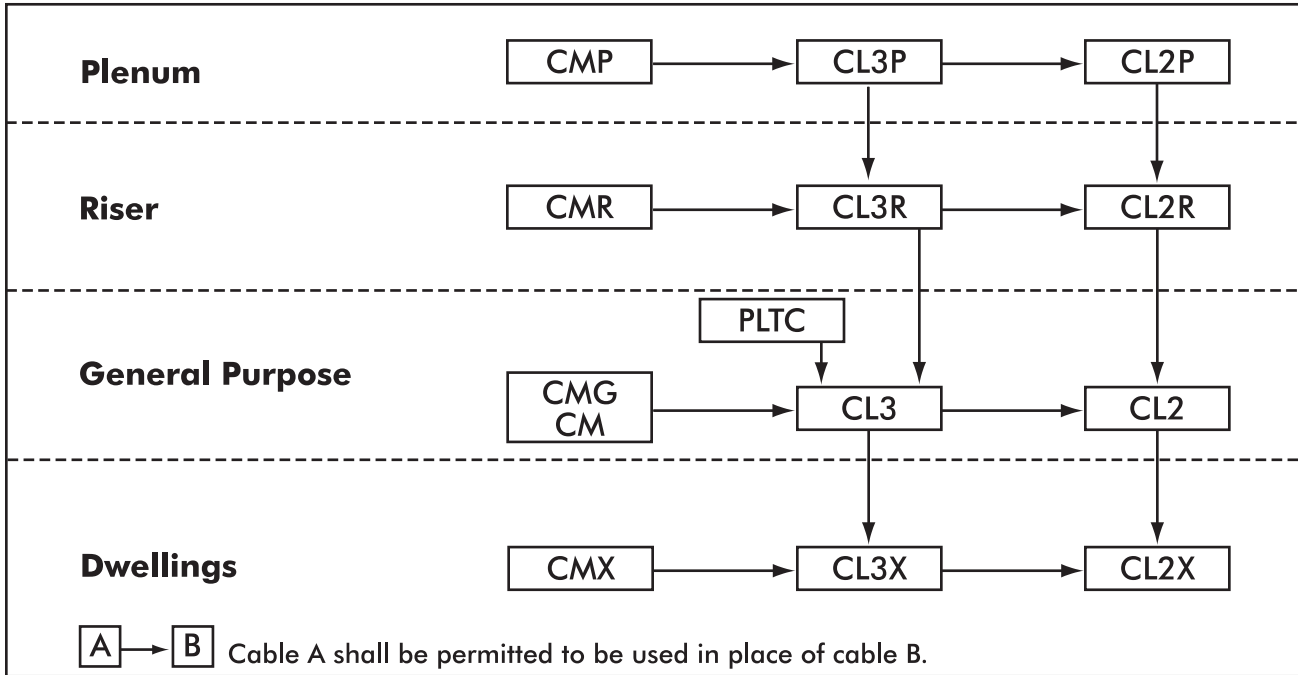 Plenum
CMP
CL3P
CL2P
Riser
CMR
CL3R
CL2R
PLTC
General Purpose
CMG
CM
CL3
CL2
Dwellings
CMX
CL3X
CL2X
A
B
Cable A shall be permitted to be used in place of cable B.